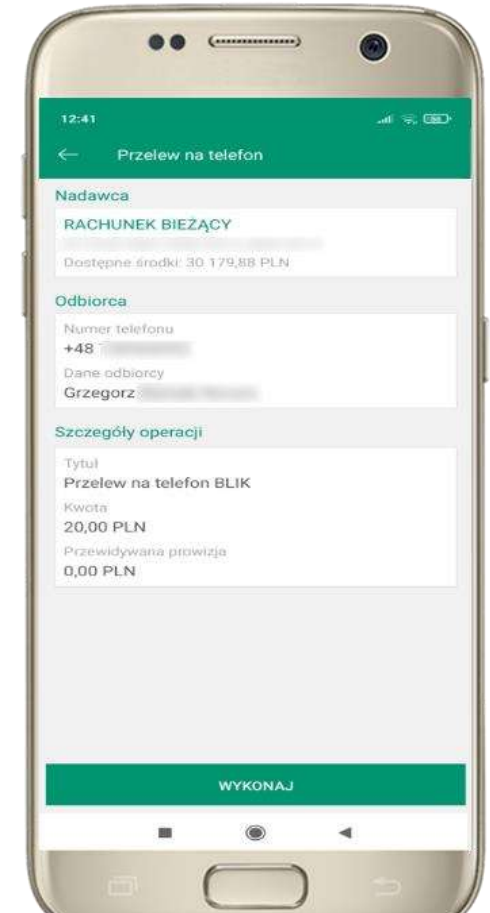 12:41
Przelew na telefon
Nadawca
RACHUNEK BIEŻĄCY
Dostępne środki: 30 179,88 PLN
Odbiorca
Numer telefonu
+48
Dane odbiorcy
Grzegorz
Szczegóły operacji
Tytuł
Przelew na telefon BLIK
Kwota
20,00 PLN
Przewidywana prowizja
0,00 PLN
WYKONAJ